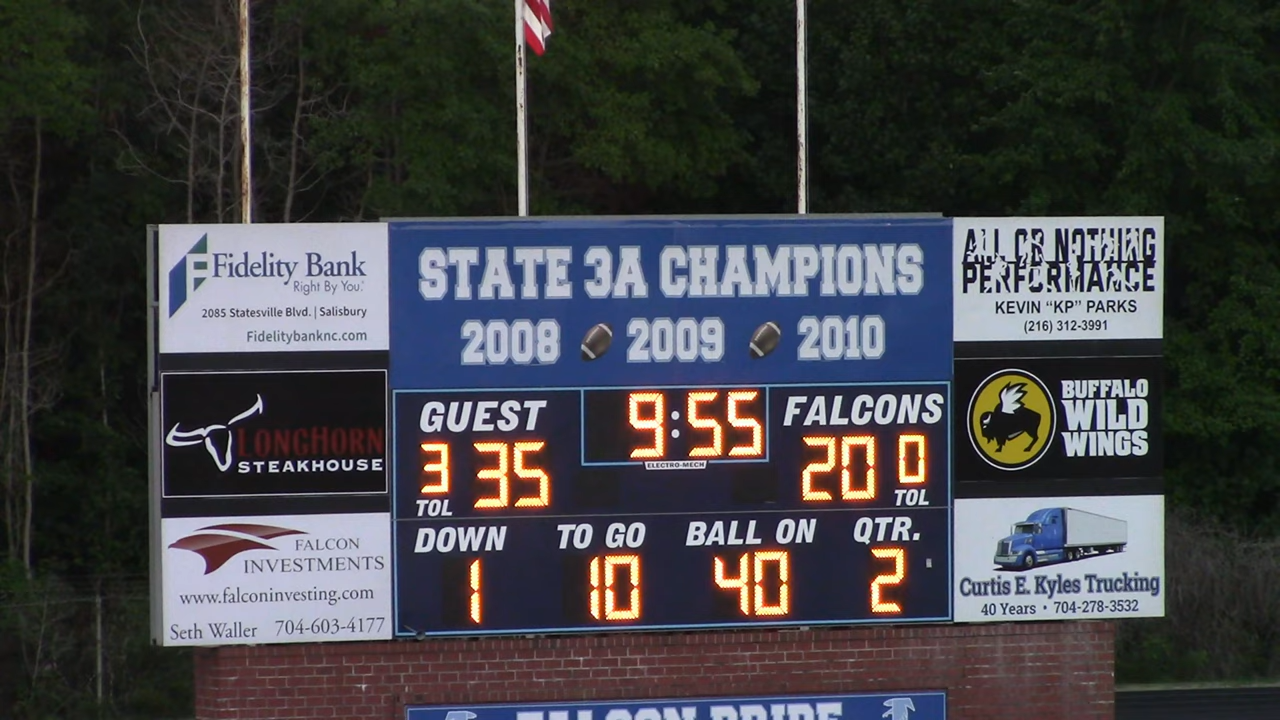 Fidelity Bank
Right By You.
2085 Statesville Blvd. | Salisbury
Fidelitybanknc.com
LONGHORN
STEAKHOUSE
FALCON
INVESTMENTS
www.falconinvesting.com
Seth Waller 704-603-4177
STATE 3A CHAMPIONS
2008 2009 2010
GUEST 9:55 FALCONS
3 35 20 0
ELECTRO-MECH
TOL TOL
DOWN TO GO BALL ON QTR.
1 10 40 2
ALL OR NOTHING
PERFORMANCE
KEVIN "KP" PARKS
(216) 312-3991
BUFFALO
WILD
WINGS
Curtis E. Kyles Trucking
40 Years • 704-278-3532
FALCON PRIDE